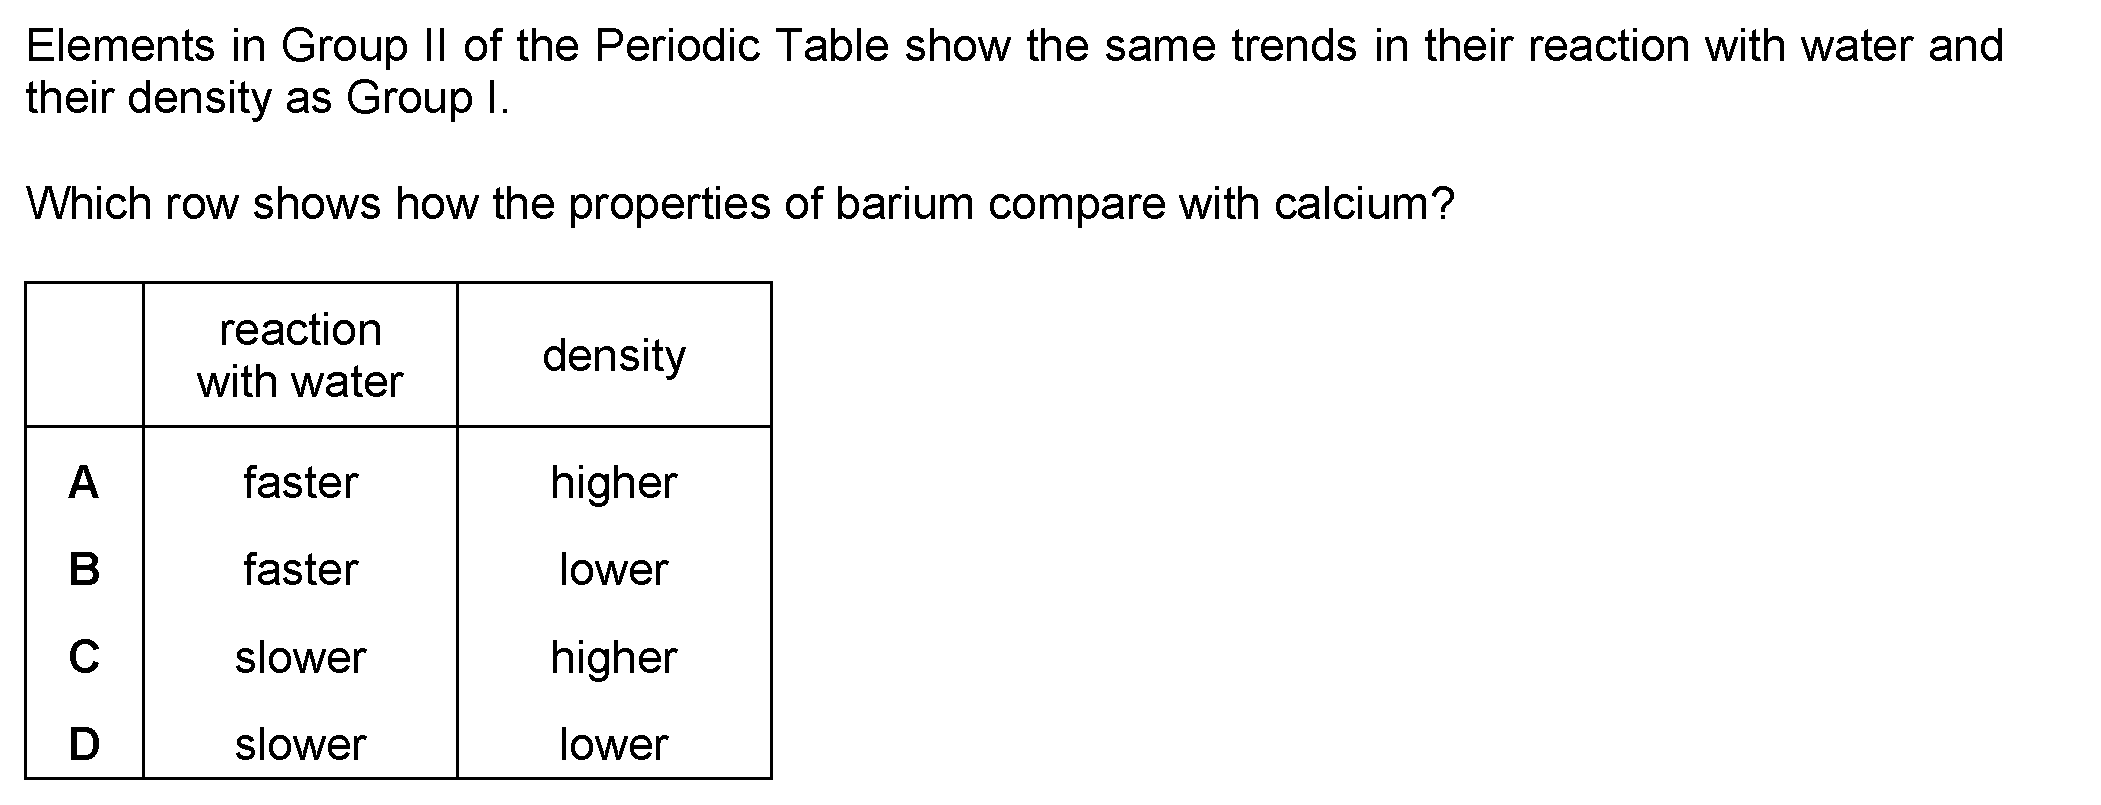 Elements in Group II of the Periodic Table show the same trends in their reaction with water and
their density as Group I.
Which row shows how the properties of barium compare with calcium?
reaction
with water
density
A faster higher
B faster lower
C slower higher
D slower lower